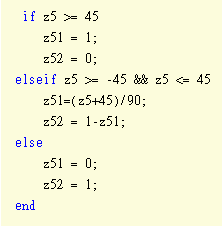 if z5 >= 45
z51 = 1;
z52 = 0;
elseif z5 >= -45 && z5 <= 45
z51=(z5+45)/90;
z52 = 1-z51;
else
z51 = 0;
z52 = 1;
end